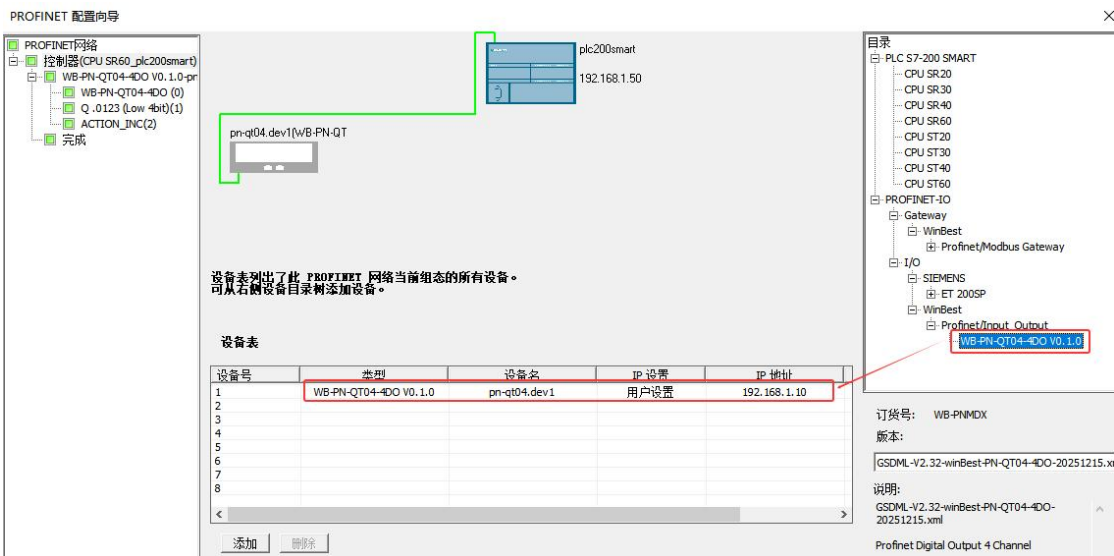 PROFINET 配置向导
PROFINET网络
控制器(CPU SR60_plc200smart)
WB-PN-QT04-4DO V0.1.0-pr
WB-PN-QT04-4DO (0)
Q .0123 (Low 4bit)(1)
ACTION_INC(2)
完成
plc200smart
192.168.1.50
pn-qt04.dev1(WB-PN-QT
设备表列出了此 PROFINET 网络当前组态的所有设备。
可从右侧设备目录树添加设备。
设备表
设备号 类型 设备名 IP 设置 IP 地址
1 WB-PN-QT04-4DO V0.1.0 pn-qt04.dev1 用户设置 192.168.1.10
2
3
4
5
6
7
8
添加 删除
目录
PLC S7-200 SMART
CPU SR20
CPU SR30
CPU SR40
CPU SR60
CPU ST20
CPU ST30
CPU ST40
CPU ST60
PROFINET-IO
Gateway
WinBest
Profinet/Modbus Gateway
I/O
SIEMENS
ET 200SP
WinBest
Profinet/Input_Output
WB-PN-QT04-4DO V0.1.0
订货号: WB-PNMDX
版本:
GSDML-V2.32-winBest-PN-QT04-4DO-20251215.xm
说明:
GSDML-V2.32-winBest-PN-QT04-4DO-
20251215.xml
Profinet Digital Output 4 Channel